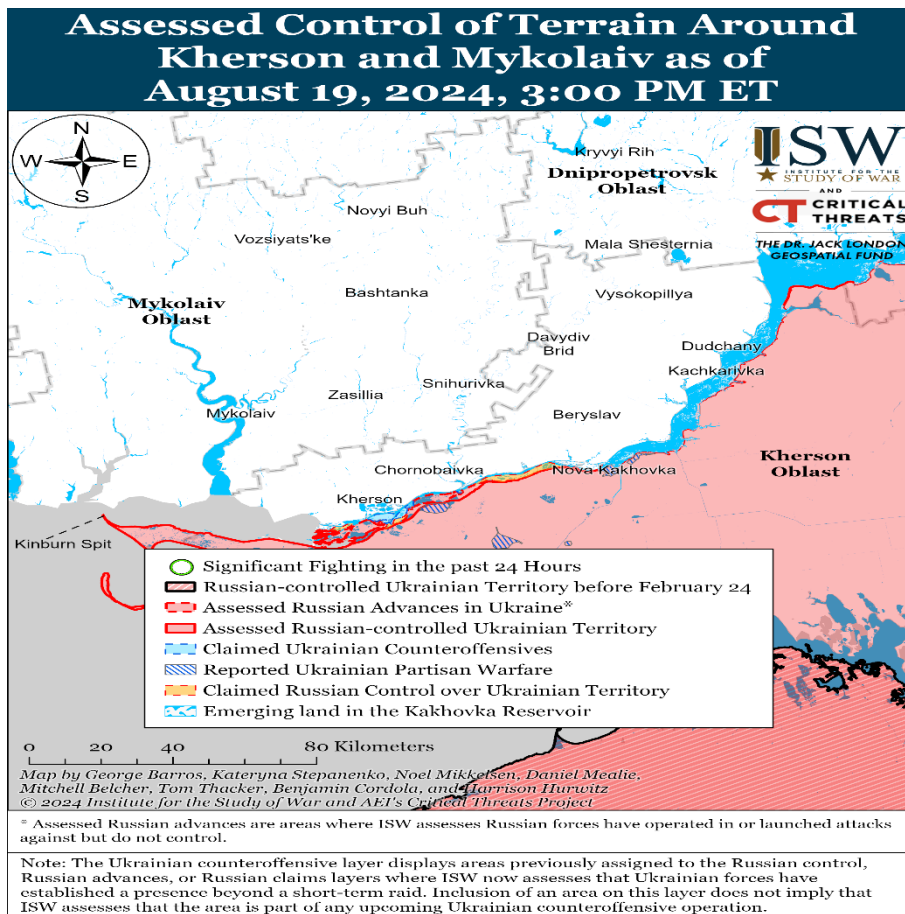 Assessed Control of Terrain Around
Kherson and Mykolaiv as of
August 19, 2024, 3:00 PM ET
N
W E
S
ISW
INSTITUTE FOR THE
STUDY OF WAR
AND
CT CRITICAL
THREATS
THE DR. JACK LONDON
GEOSPATIAL FUND
Kryvyi Rih
Dnipropetrovsk
Oblast
Novyi Buh
Vozsiyats'ke
Mala Shesternia
Bashtanka
Vysokopillya
Mykolaiv
Oblast
Davydiv
Brid
Dudchany
Kachkarivka
Snihurivka
Zasillia
Mykolaiv
Beryslav
Kherson
Oblast
Chornobaivka
Nova Kakhovka
Kherson
Kinburn Spit
Significant Fighting in the past 24 Hours
Russian-controlled Ukrainian Territory before February 24
Assessed Russian Advances in Ukraine*
Assessed Russian-controlled Ukrainian Territory
Claimed Ukrainian Counteroffensives
Reported Ukrainian Partisan Warfare
Claimed Russian Control over Ukrainian Territory
Emerging land in the Kakhovka Reservoir
0 20 40 80 Kilometers
Map by George Barros, Kateryna Stepanenko, Noel Mikkelsen, Daniel Mealie,
Mitchell Belcher, Tom Thacker, Benjamin Cordola, and Harrison Hurwitz
© 2024 Institute for the Study of War and AEI's Critical Threats Project
* Assessed Russian advances are areas where ISW assesses Russian forces have operated in or launched attacks
against but do not control.
Note: The Ukrainian counteroffensive layer displays areas previously assigned to the Russian control,
Russian advances, or Russian claims layers where ISW now assesses that Ukrainian forces have
established a presence beyond a short-term raid. Inclusion of an area on this layer does not imply that
ISW assesses that the area is part of any upcoming Ukrainian counteroffensive operation.